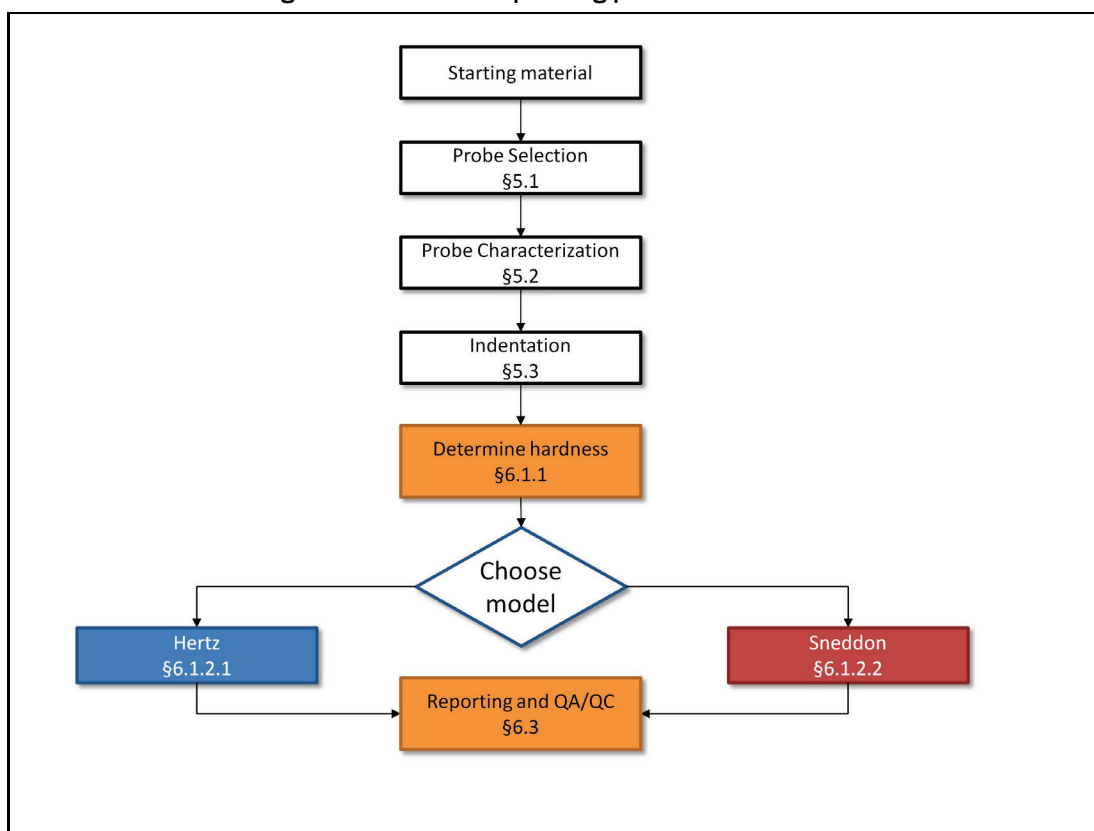 Starting material
Probe Selection
§5.1
Probe Characterization
§5.2
Indentation
§5.3
Determine hardness
§6.1.1
Choose
model
Hertz
§6.1.2.1
Sneddon
§6.1.2.2
Reporting and QA/QC
§6.3